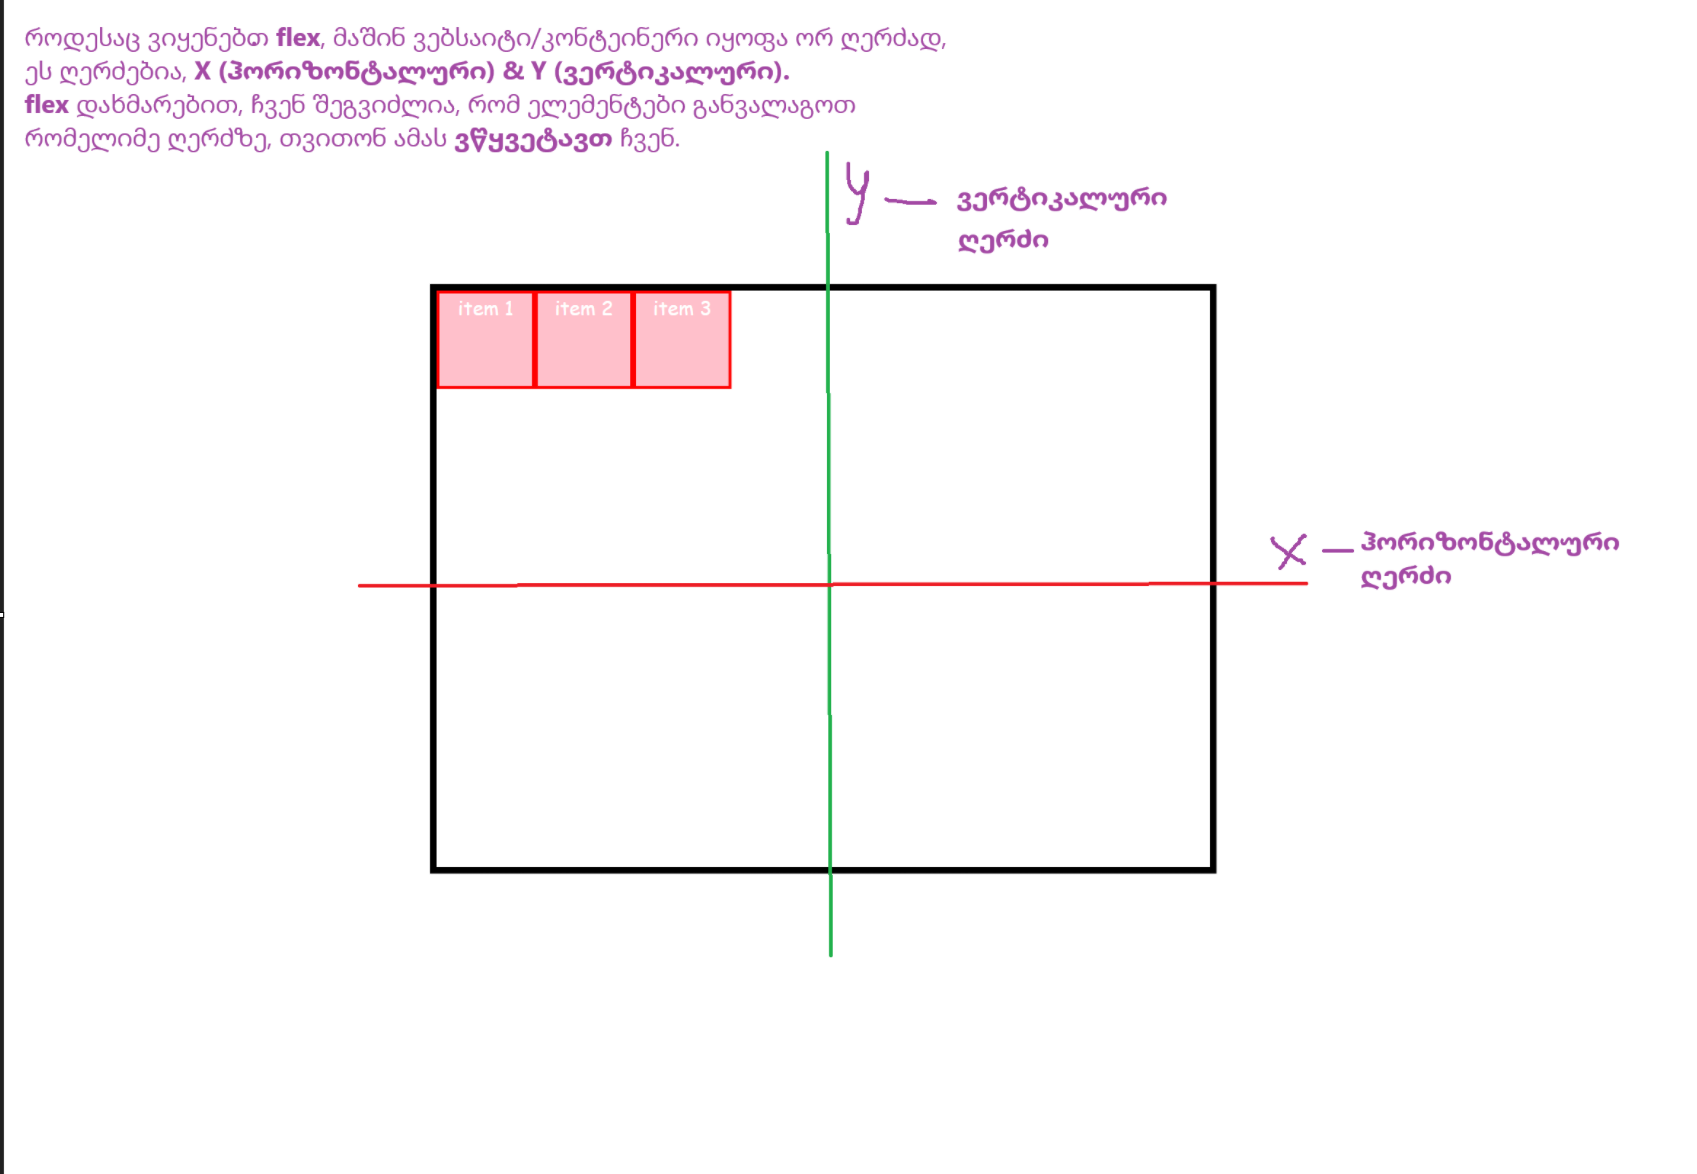 როდესაც ვიყენებთ flex, მაშინ ვებსაიტი/კონტეინერი იყოფა ორ ღერძად,
ეს ღერძებია, X (ჰორიზონტალური) & Y (ვერტიკალური).
flex დახმარებით, ჩვენ შეგვიძლია, რომ ელემენტები განვალაგოთ
რომელიმე ღერძზე, თვითონ ამას ვწყვეტავთ ჩვენ.
y — ვერტიკალური
ღერძი
item 1 item 2 item 3
x — ჰორიზონტალური
ღერძი